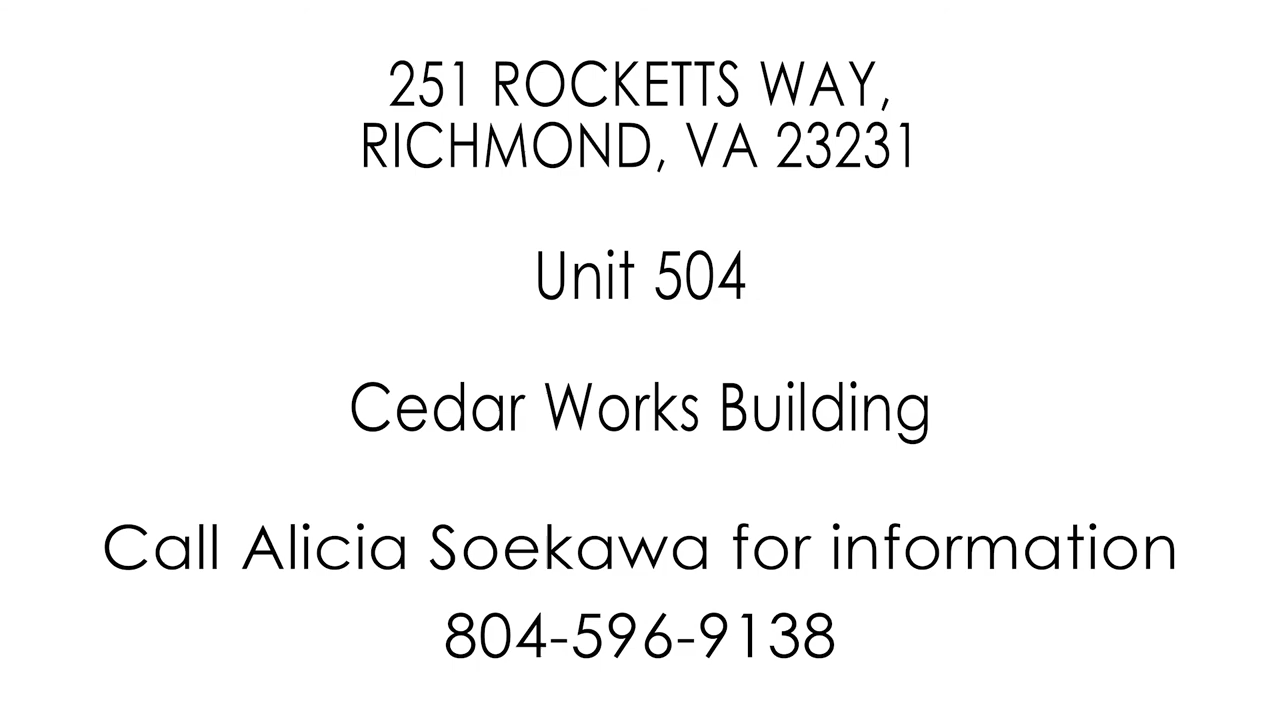 251 ROCKETTS WAY,
RICHMOND, VA 23231
Unit 504
Cedar Works Building
Call Alicia Soekawa for information
804-596-9138